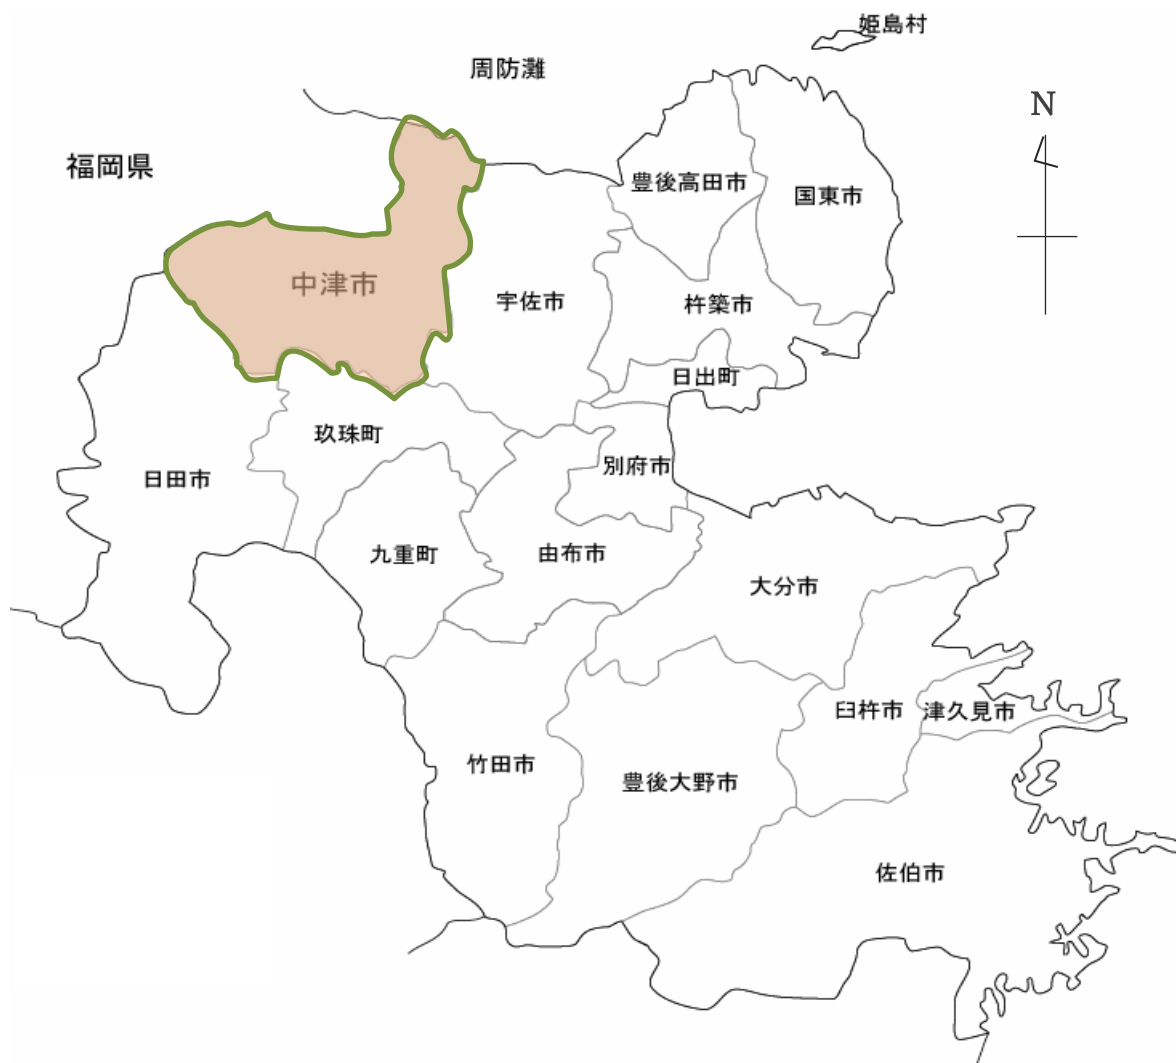 姫島村
周防灘
N
福岡県
豊後高田市
国東市
中津市
宇佐市
杵築市
日出町
玖珠町
別府市
日田市
九重町
由布市
大分市
臼杵市
津久見市
竹田市
豊後大野市
佐伯市